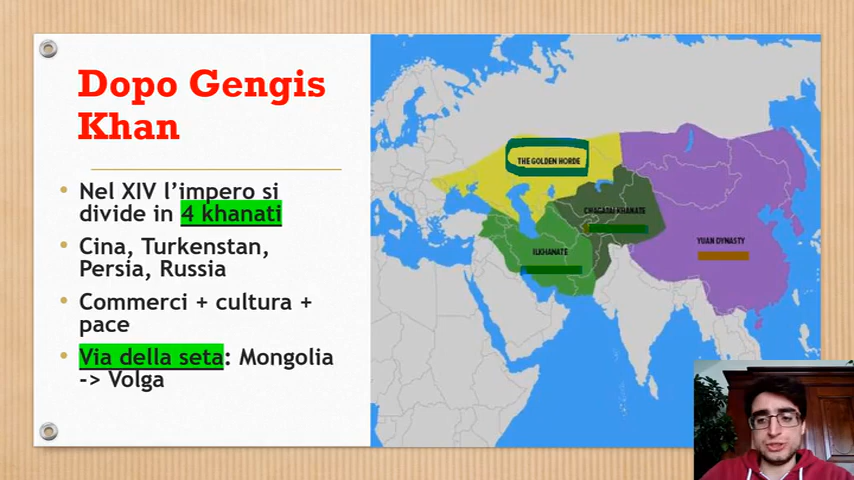 Dopo Gengis
Khan
Nel XIV l’impero si
divide in 4 khanati
Cina, Turkenstan,
Persia, Russia
Commerci + cultura +
pace
Via della seta: Mongolia
-> Volga
THE GOLDEN HORDE
CHAGATAI KHANATE
YUAN DYNASTY
ILKHANATE